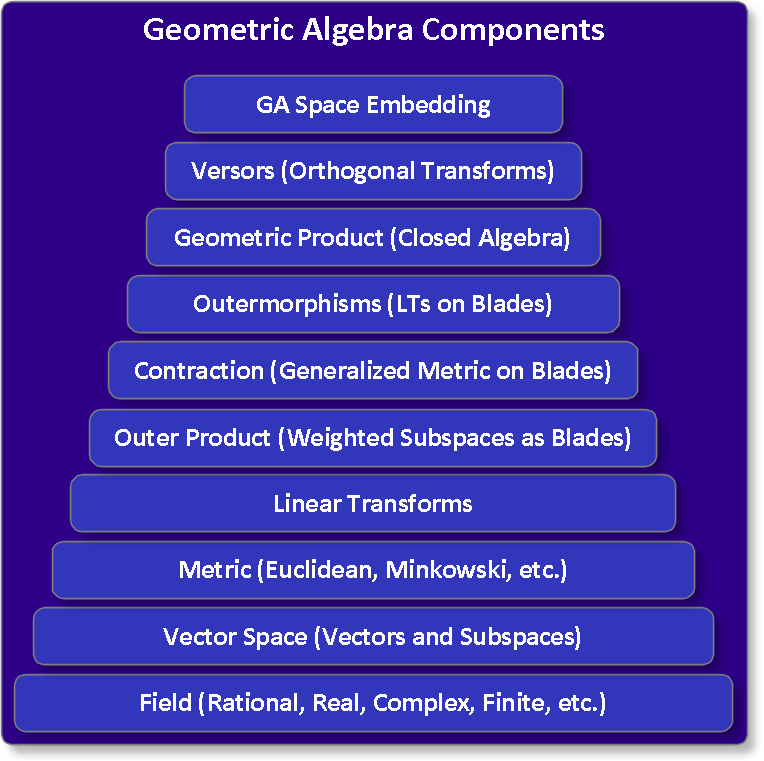 Geometric Algebra Components
GA Space Embedding
Versors (Orthogonal Transforms)
Geometric Product (Closed Algebra)
Outermorphisms (LTs on Blades)
Contraction (Generalized Metric on Blades)
Outer Product (Weighted Subspaces as Blades)
Linear Transforms
Metric (Euclidean, Minkowski, etc.)
Vector Space (Vectors and Subspaces)
Field (Rational, Real, Complex, Finite, etc.)